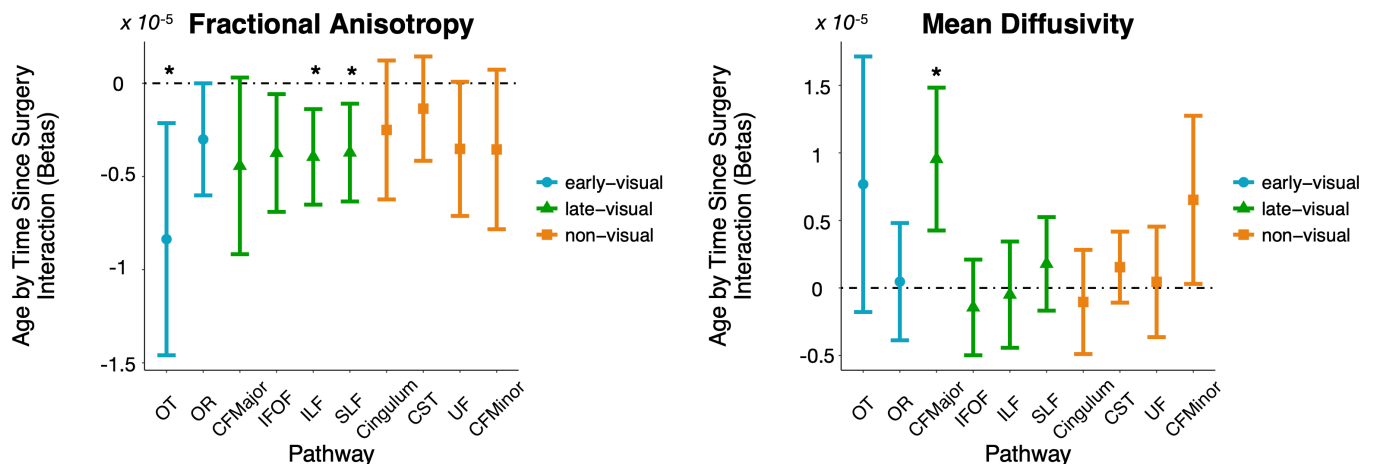 x 10-5
Fractional Anisotropy
Age by Time Since Surgery
Interaction (Betas)
0
-0.5
-1
-1.5
* * *
OT OR CFMajor IFOF ILF SLF Cingulum CST UF CFMinor
Pathway
early-visual
late-visual
non-visual
x 10-5
Mean Diffusivity
Age by Time Since Surgery
Interaction (Betas)
1.5
1
0.5
0
-0.5
*
OT OR CFMajor IFOF ILF SLF Cingulum CST UF CFMinor
Pathway
early-visual
late-visual
non-visual